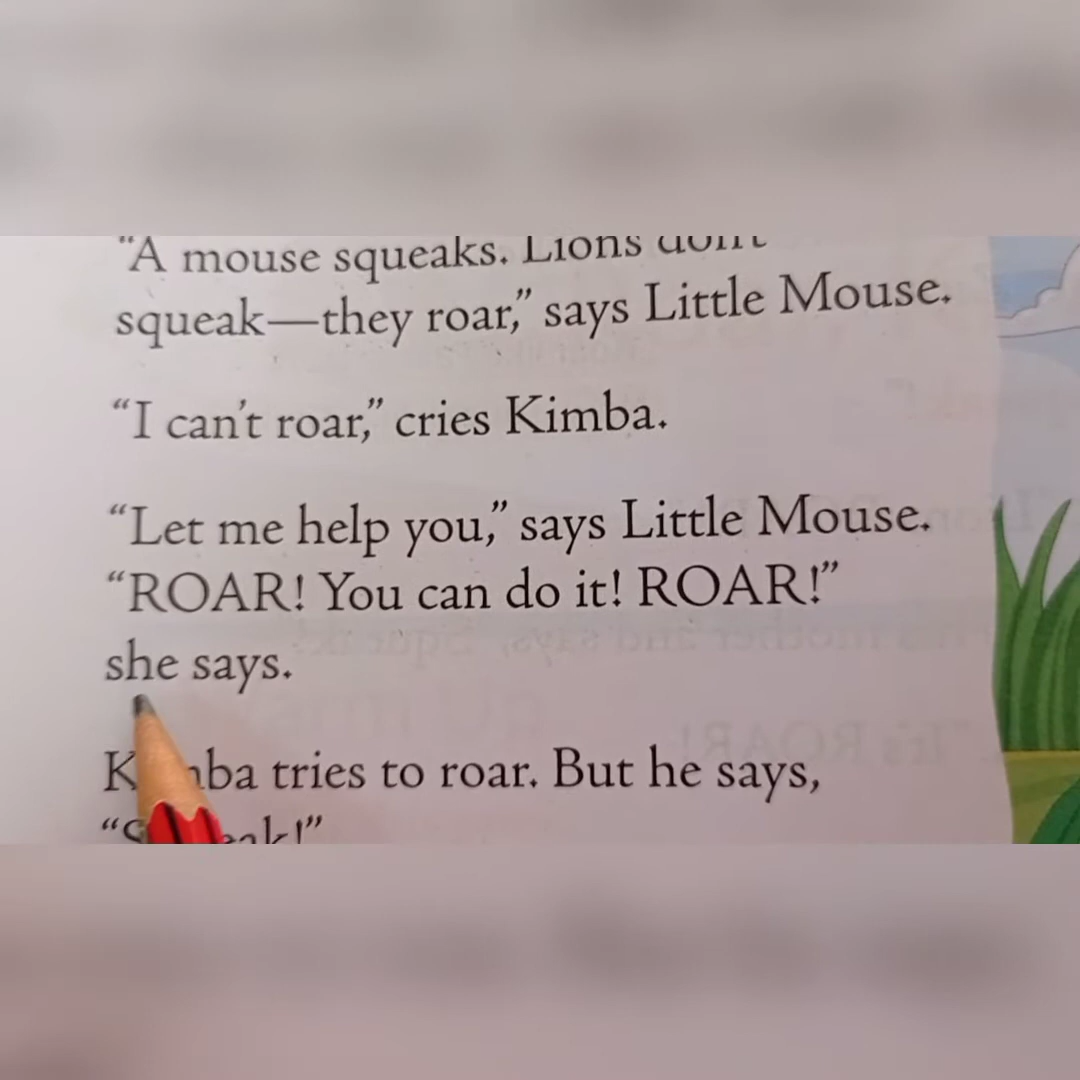 “A mouse squeaks. Lions don’t
squeak—they roar,” says Little Mouse.
“I can’t roar,” cries Kimba.
“Let me help you,” says Little Mouse.
“ROAR! You can do it! ROAR!”
she says.
Kimba tries to roar. But he says,
“Squeak!”